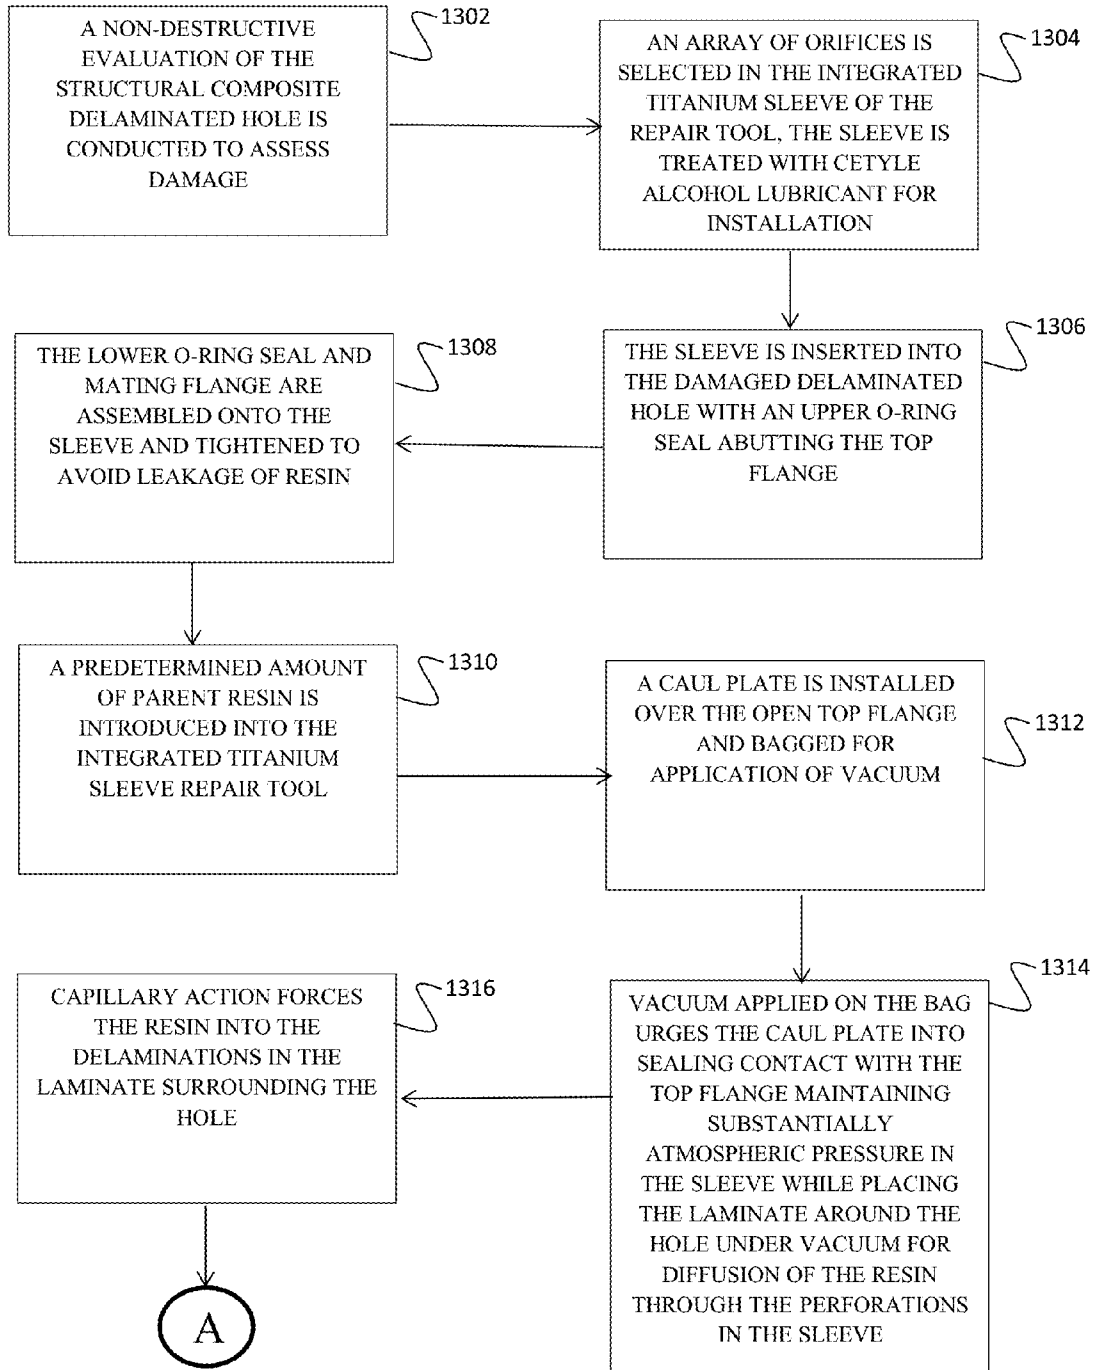 A NON-DESTRUCTIVE
EVALUATION OF THE
STRUCTURAL COMPOSITE
DELAMINATED HOLE IS
CONDUCTED TO ASSESS
DAMAGE
1302
AN ARRAY OF ORIFICES IS
SELECTED IN THE INTEGRATED
TITANIUM SLEEVE OF THE
REPAIR TOOL, THE SLEEVE IS
TREATED WITH CETYLE
ALCOHOL LUBRICANT FOR
INSTALLATION
1304
THE SLEEVE IS INSERTED INTO
THE DAMAGED DELAMINATED
HOLE WITH AN UPPER O-RING
SEAL ABUTTING THE TOP
FLANGE
1306
THE LOWER O-RING SEAL AND
MATING FLANGE ARE
ASSEMBLED ONTO THE
SLEEVE AND TIGHTENED TO
AVOID LEAKAGE OF RESIN
1308
A PREDETERMINED AMOUNT
OF PARENT RESIN IS
INTRODUCED INTO THE
INTEGRATED TITANIUM
SLEEVE REPAIR TOOL
1310
A CAUL PLATE IS INSTALLED
OVER THE OPEN TOP FLANGE
AND BAGGED FOR
APPLICATION OF VACUUM
1312
VACUUM APPLIED ON THE BAG
URGES THE CAUL PLATE INTO
SEALING CONTACT WITH THE
TOP FLANGE MAINTAINING
SUBSTANTIALLY
ATMOSPHERIC PRESSURE IN
THE SLEEVE WHILE PLACING
THE LAMINATE AROUND THE
HOLE UNDER VACUUM FOR
DIFFUSION OF THE RESIN
THROUGH THE PERFORATIONS
IN THE SLEEVE
1314
CAPILLARY ACTION FORCES
THE RESIN INTO THE
DELAMINATIONS IN THE
LAMINATE SURROUNDING THE
HOLE
1316
A